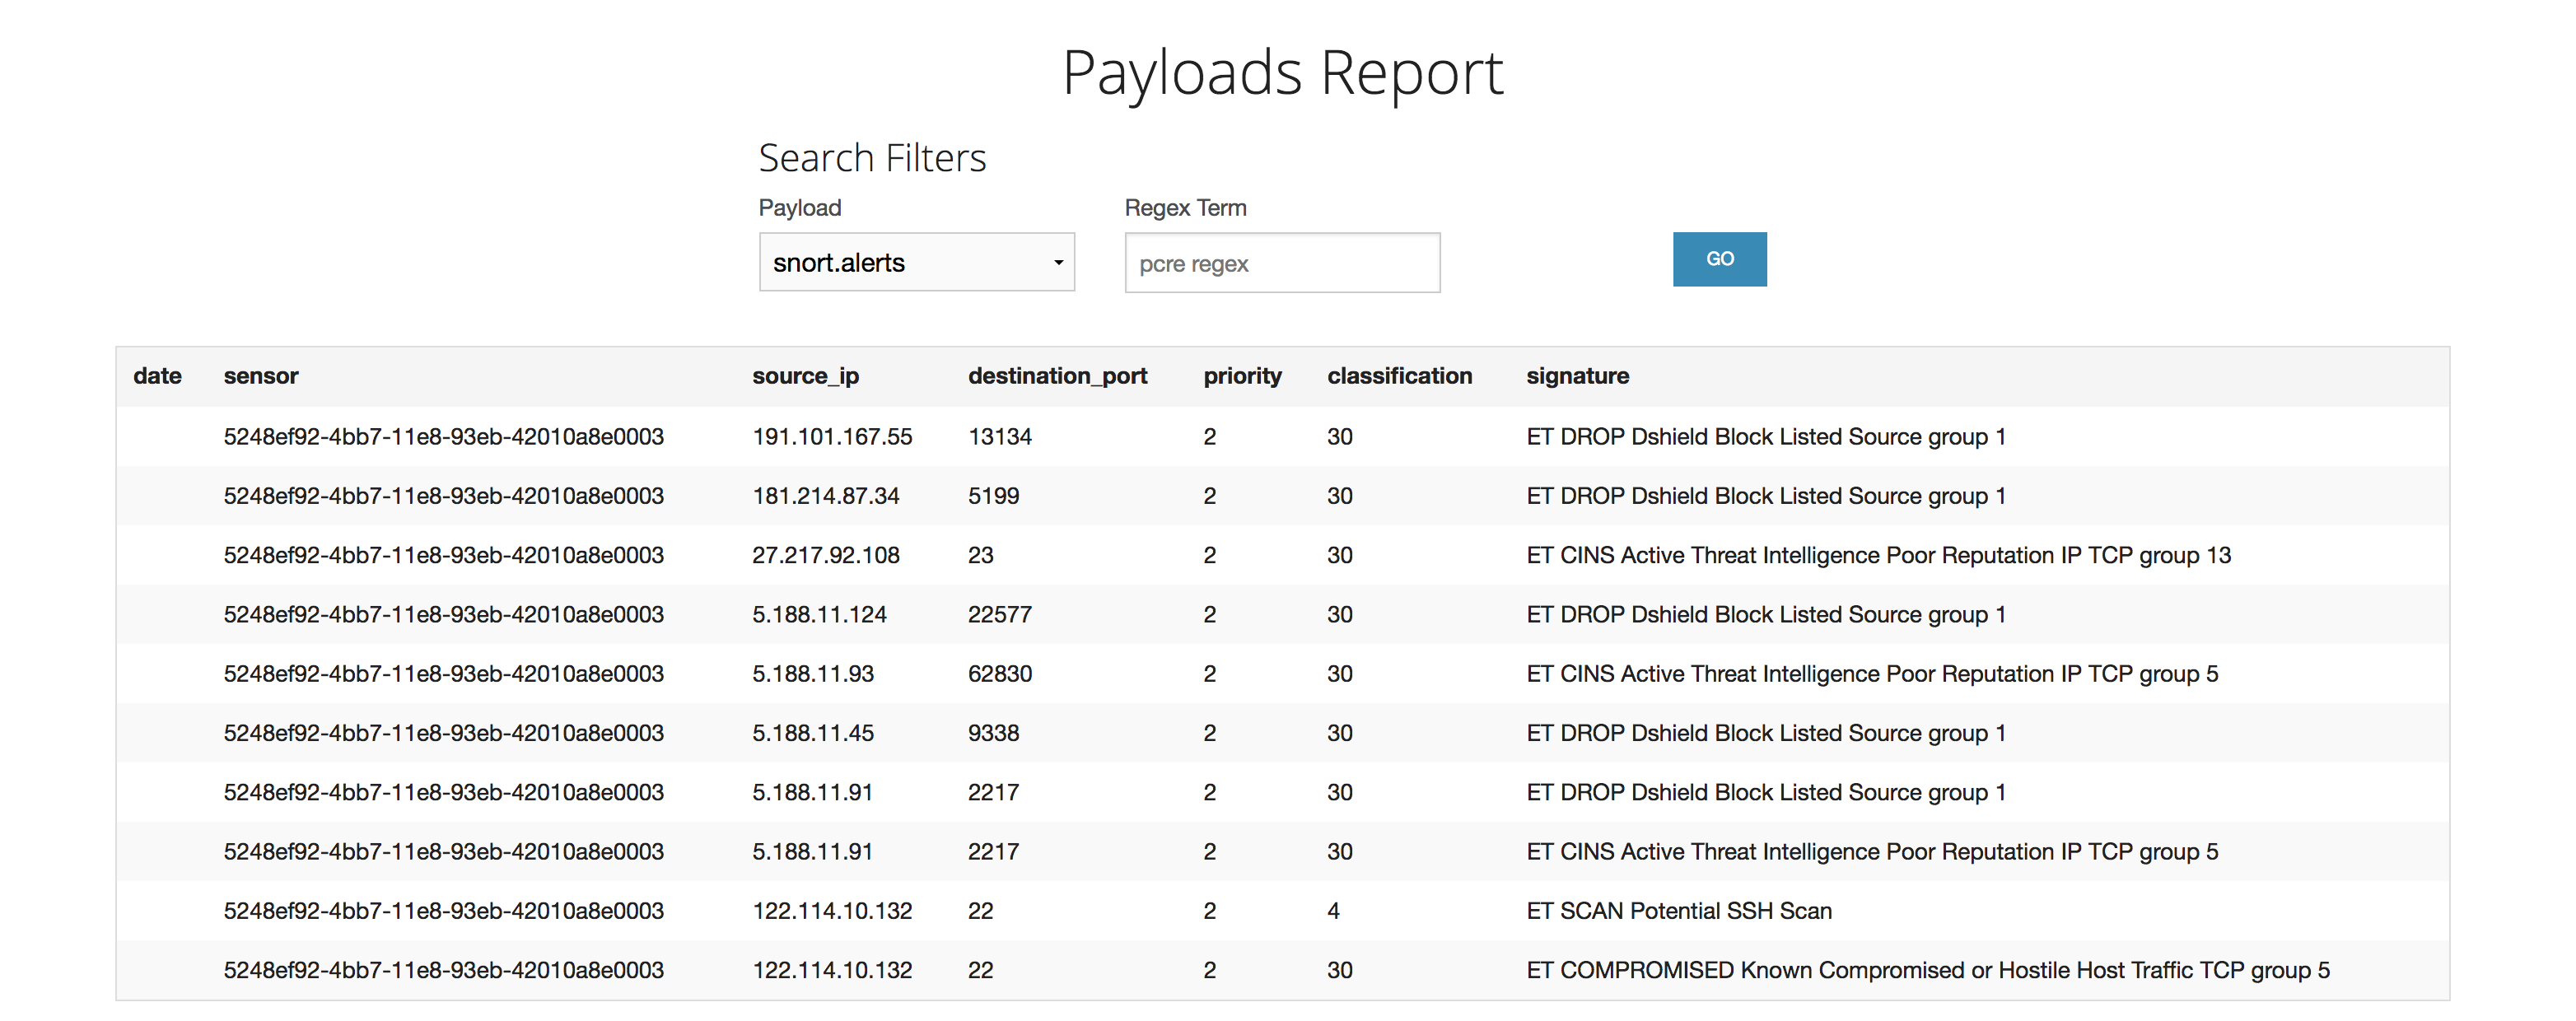 Payloads Report
Search Filters
Payload Regex Term
snort.alerts pcre regex GO
date sensor source_ip destination_port priority classification signature
5248ef92-4bb7-11e8-93eb-42010a8e0003 191.101.167.55 13134 2 30 ET DROP Dshield Block Listed Source group 1
5248ef92-4bb7-11e8-93eb-42010a8e0003 181.214.87.34 5199 2 30 ET DROP Dshield Block Listed Source group 1
5248ef92-4bb7-11e8-93eb-42010a8e0003 27.217.92.108 23 2 30 ET CINS Active Threat Intelligence Poor Reputation IP TCP group 13
5248ef92-4bb7-11e8-93eb-42010a8e0003 5.188.11.124 22577 2 30 ET DROP Dshield Block Listed Source group 1
5248ef92-4bb7-11e8-93eb-42010a8e0003 5.188.11.93 62830 2 30 ET CINS Active Threat Intelligence Poor Reputation IP TCP group 5
5248ef92-4bb7-11e8-93eb-42010a8e0003 5.188.11.45 9338 2 30 ET DROP Dshield Block Listed Source group 1
5248ef92-4bb7-11e8-93eb-42010a8e0003 5.188.11.91 2217 2 30 ET DROP Dshield Block Listed Source group 1
5248ef92-4bb7-11e8-93eb-42010a8e0003 5.188.11.91 2217 2 30 ET CINS Active Threat Intelligence Poor Reputation IP TCP group 5
5248ef92-4bb7-11e8-93eb-42010a8e0003 122.114.10.132 22 2 4 ET SCAN Potential SSH Scan
5248ef92-4bb7-11e8-93eb-42010a8e0003 122.114.10.132 22 2 30 ET COMPROMISED Known Compromised or Hostile Host Traffic TCP group 5